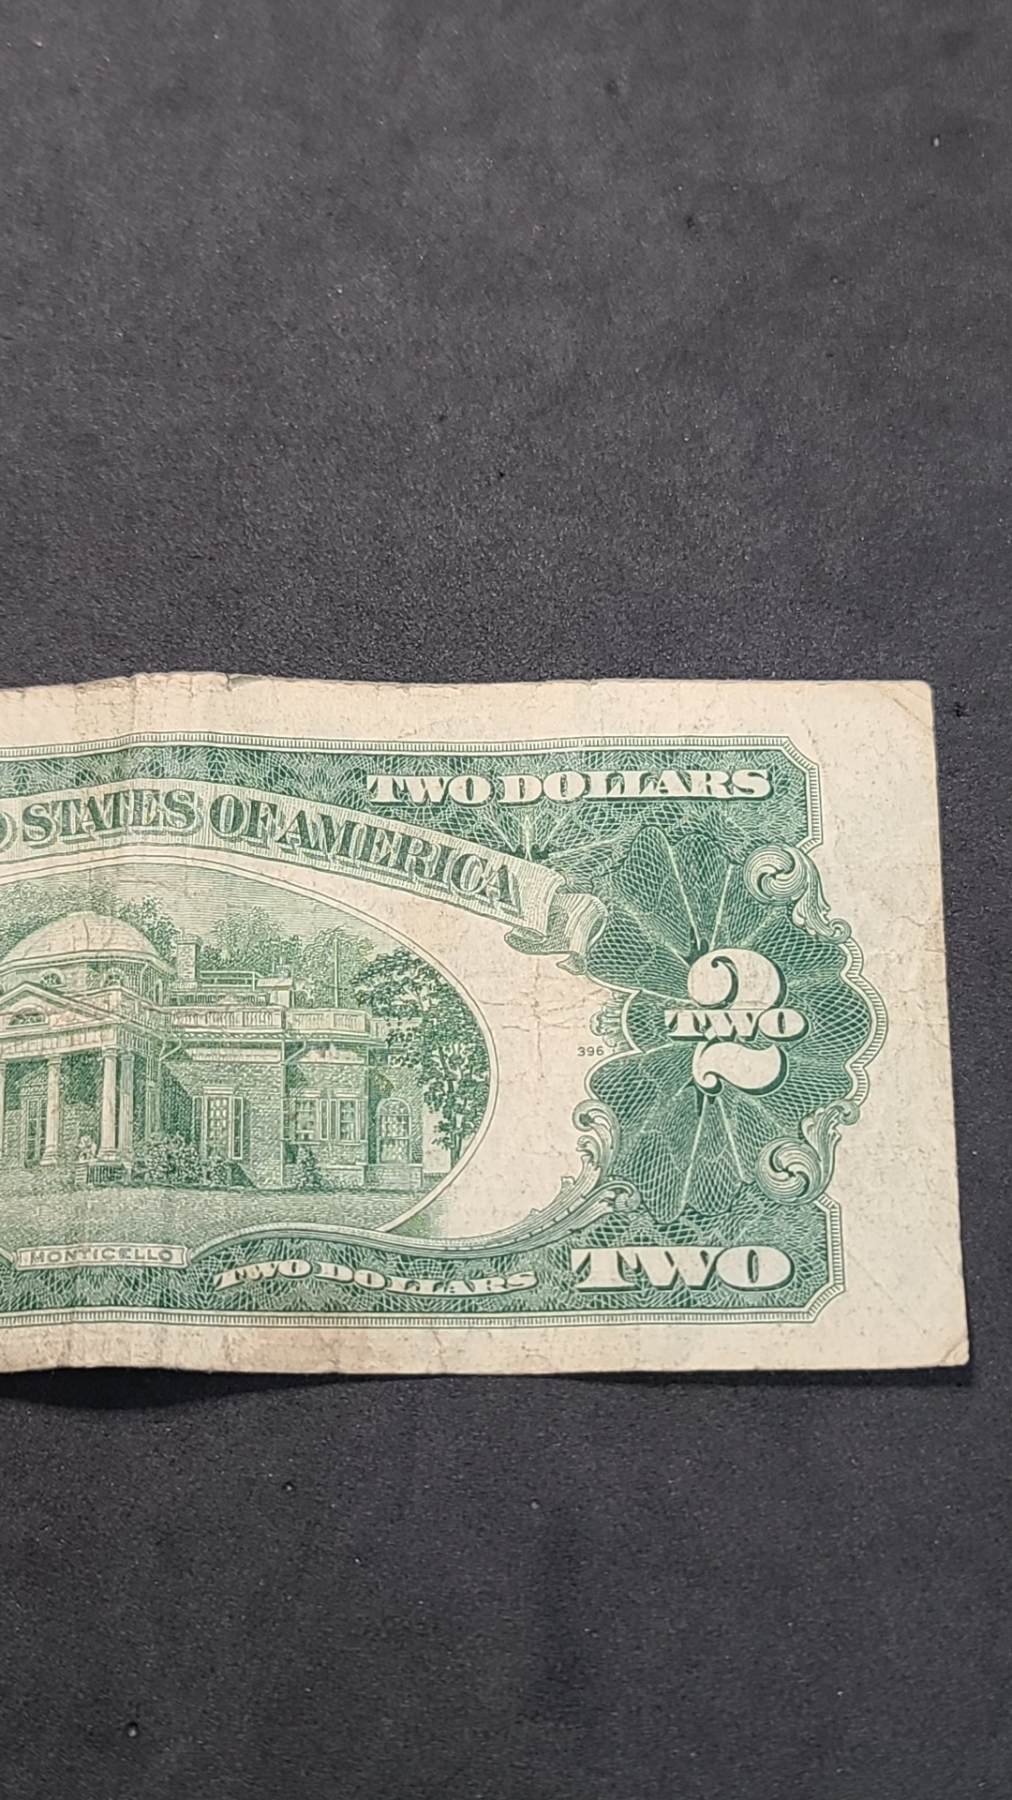 TWO DOLLARS
STATES OF AMERICA
2
TWO
396
MONTICELLO
TWO DOLLARS
TWO